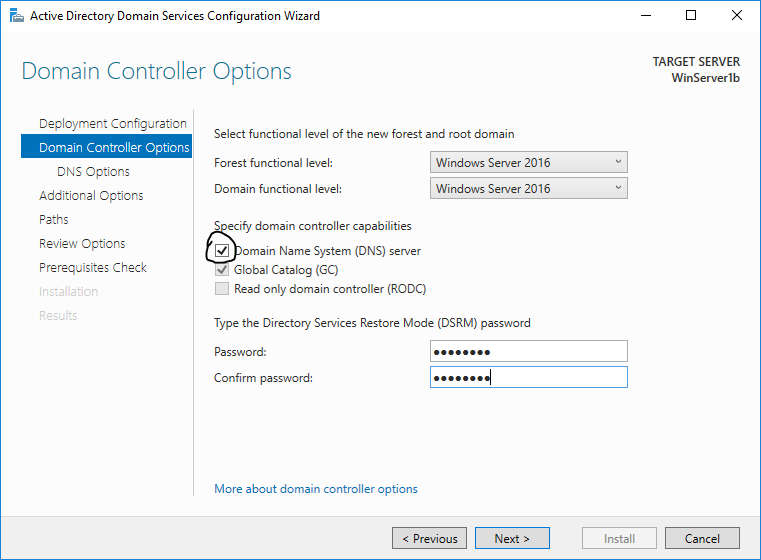 Active Directory Domain Services Configuration Wizard
Domain Controller Options
TARGET SERVER
WinServer1b
Deployment Configuration
Domain Controller Options
DNS Options
Additional Options
Paths
Review Options
Prerequisites Check
Installation
Results
Select functional level of the new forest and root domain
Forest functional level: Windows Server 2016
Domain functional level: Windows Server 2016
Specify domain controller capabilities
Domain Name System (DNS) server
Global Catalog (GC)
Read only domain controller (RODC)
Type the Directory Services Restore Mode (DSRM) password
Password: ●●●●●●●●
Confirm password: ●●●●●●●●
More about domain controller options
< Previous Next > Install Cancel